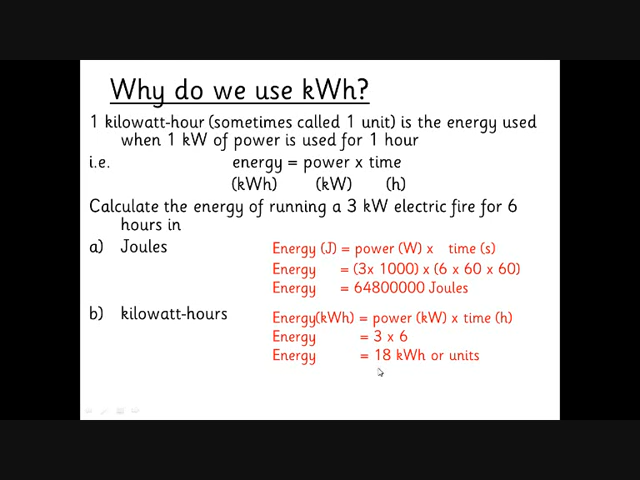 Why do we use kWh?
1 kilowatt-hour (sometimes called 1 unit) is the energy used
when 1 kW of power is used for 1 hour
i.e. energy = power x time
(kWh) (kW) (h)
Calculate the energy of running a 3 kW electric fire for 6
hours in
a) Joules
Energy (J) = power (W) x time (s)
Energy = (3x 1000) x (6 x 60 x 60)
Energy = 64800000 Joules
b) kilowatt-hours
Energy(kWh) = power (kW) x time (h)
Energy = 3 x 6
Energy = 18 kWh or units